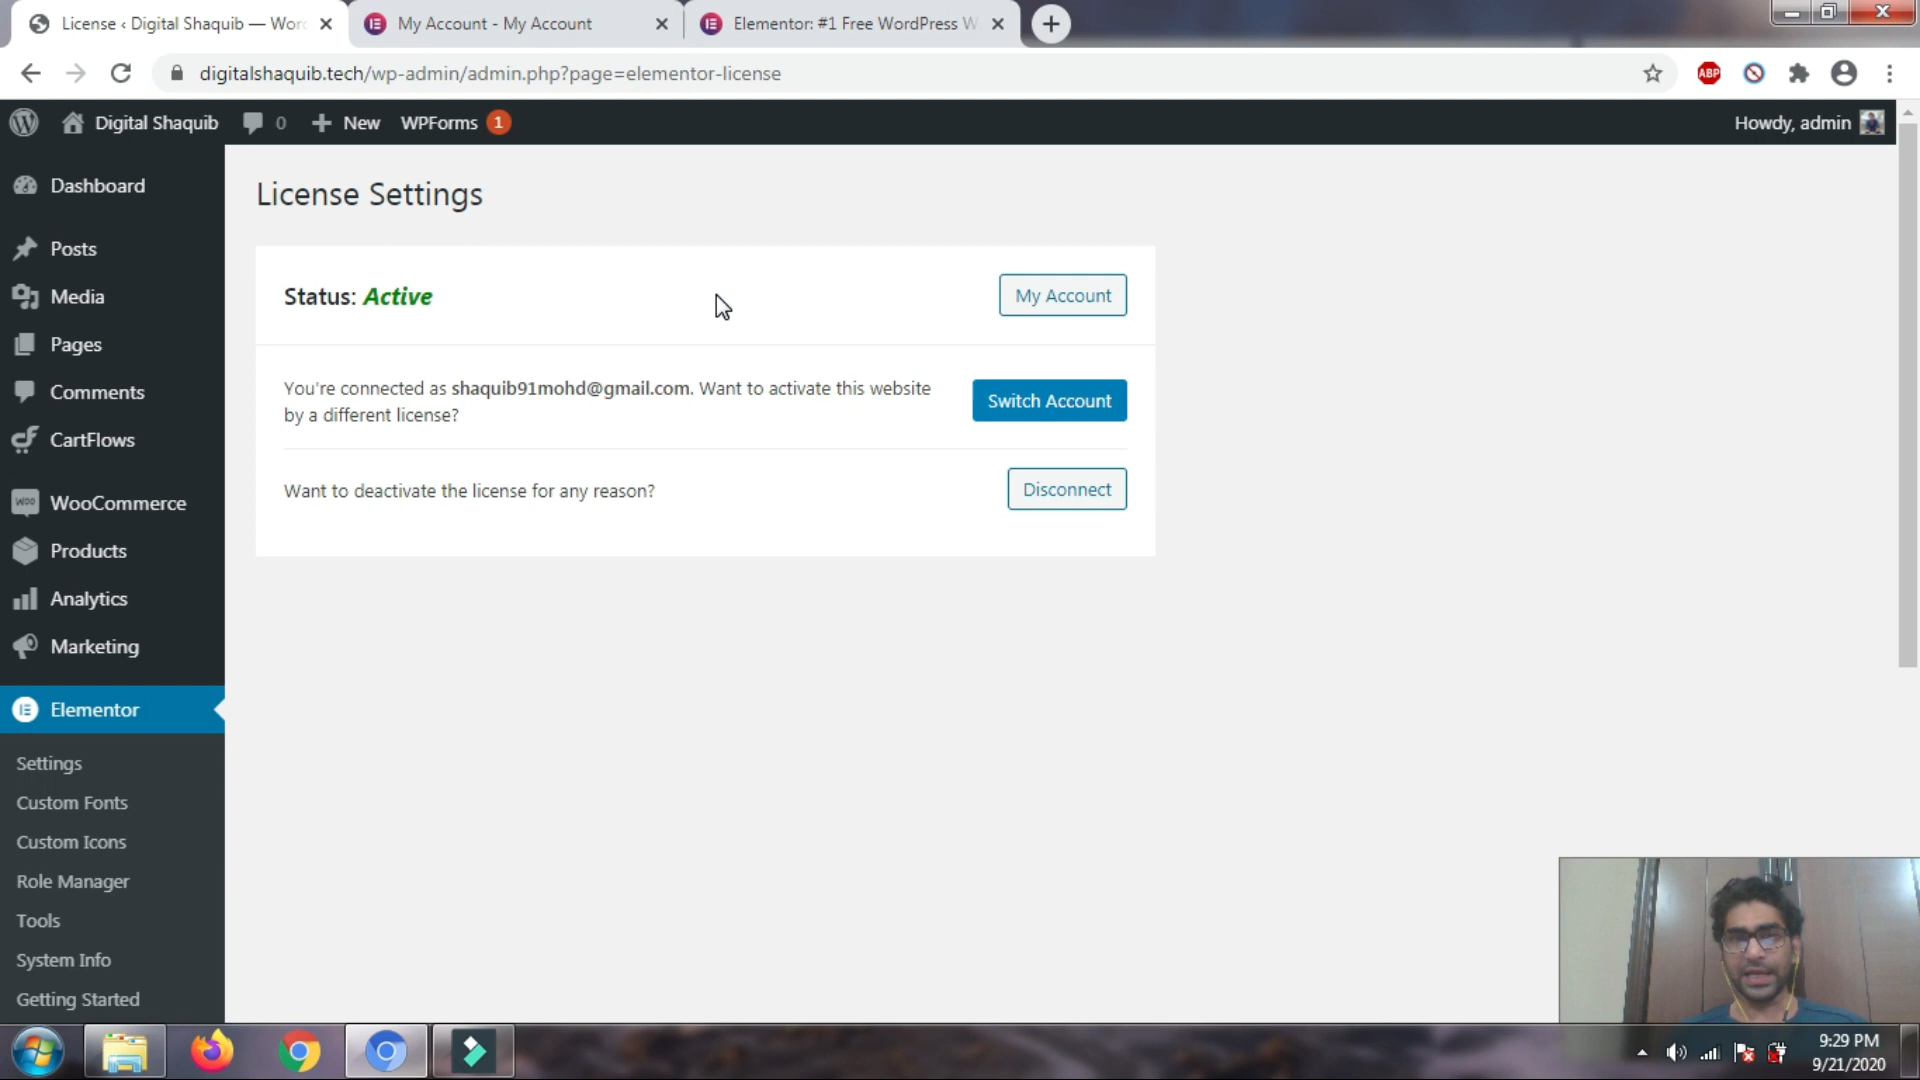 License ‹ Digital Shaquib — Wor
My Account - My Account
Elementor: #1 Free WordPress W
digitalshaquib.tech/wp-admin/admin.php?page=elementor-license
ABP
Digital Shaquib
0
New
WPForms
1
Howdy, admin
Dashboard
Posts
Media
Pages
Comments
CartFlows
WooCommerce
Products
Analytics
Marketing
Elementor
Settings
Custom Fonts
Custom Icons
Role Manager
Tools
System Info
Getting Started
License Settings
Status: Active
My Account
You're connected as shaquib91mohd@gmail.com. Want to activate this website
by a different license?
Switch Account
Want to deactivate the license for any reason?
Disconnect
9:29 PM
9/21/2020